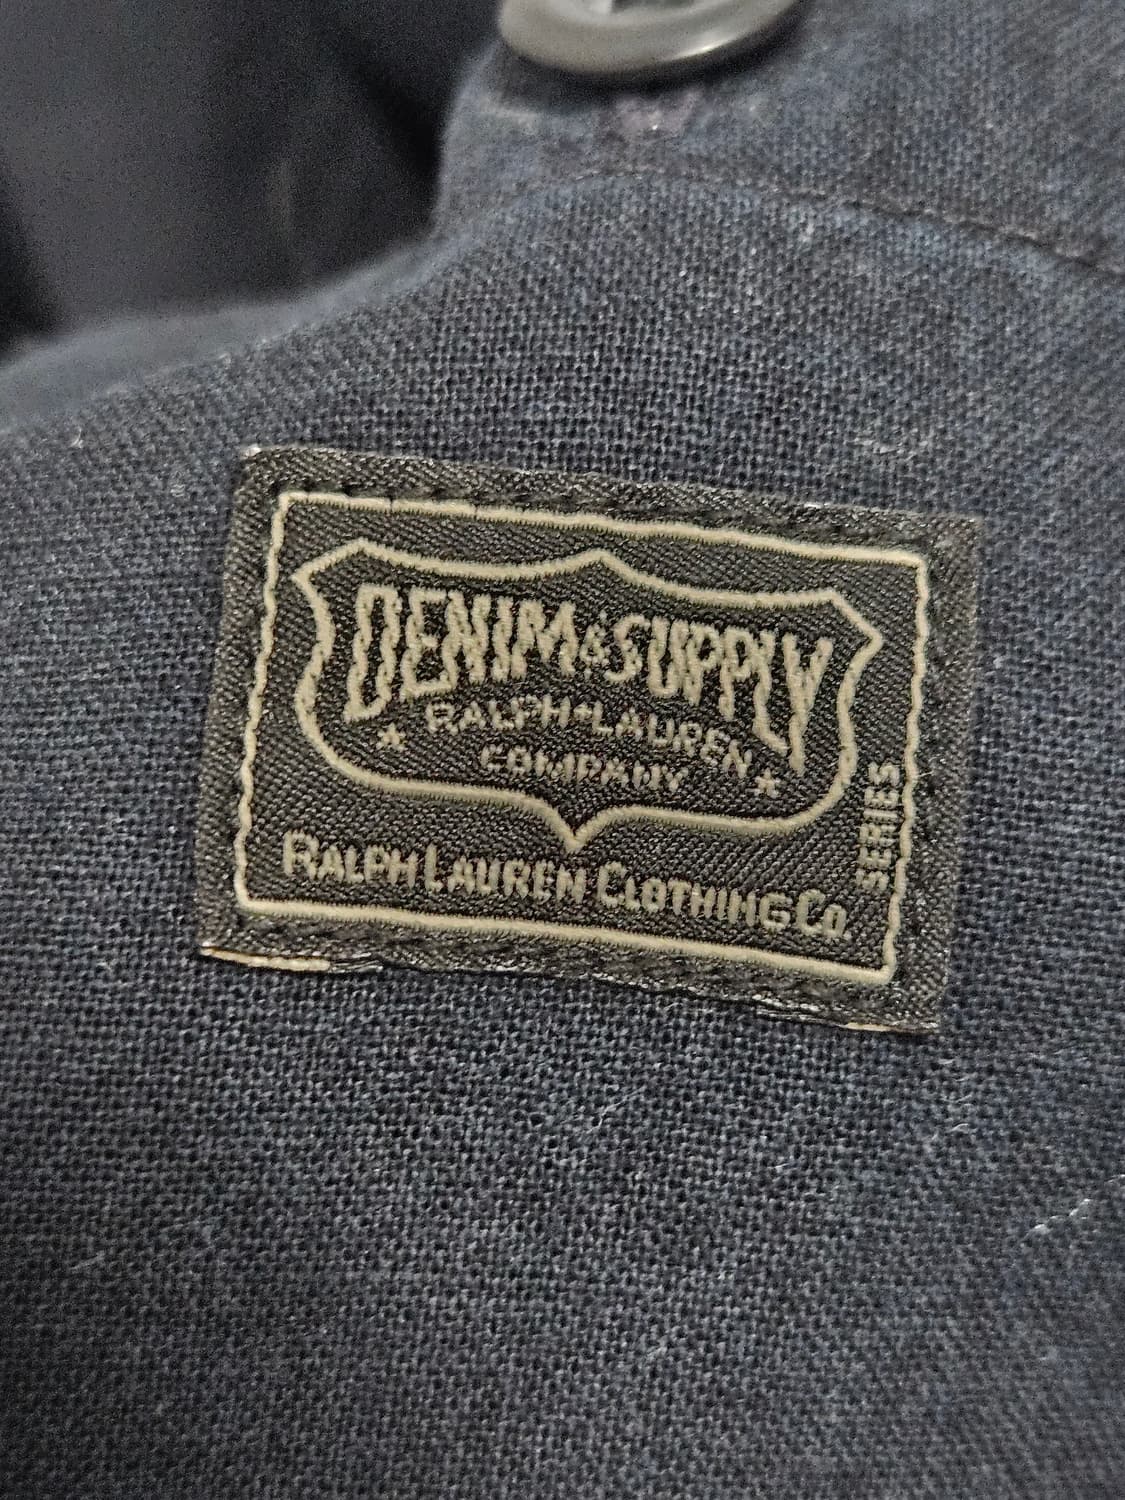 DENIM & SUPPLY
RALPH LAUREN
COMPANY
RALPH LAUREN CLOTHING CO.
SERIES